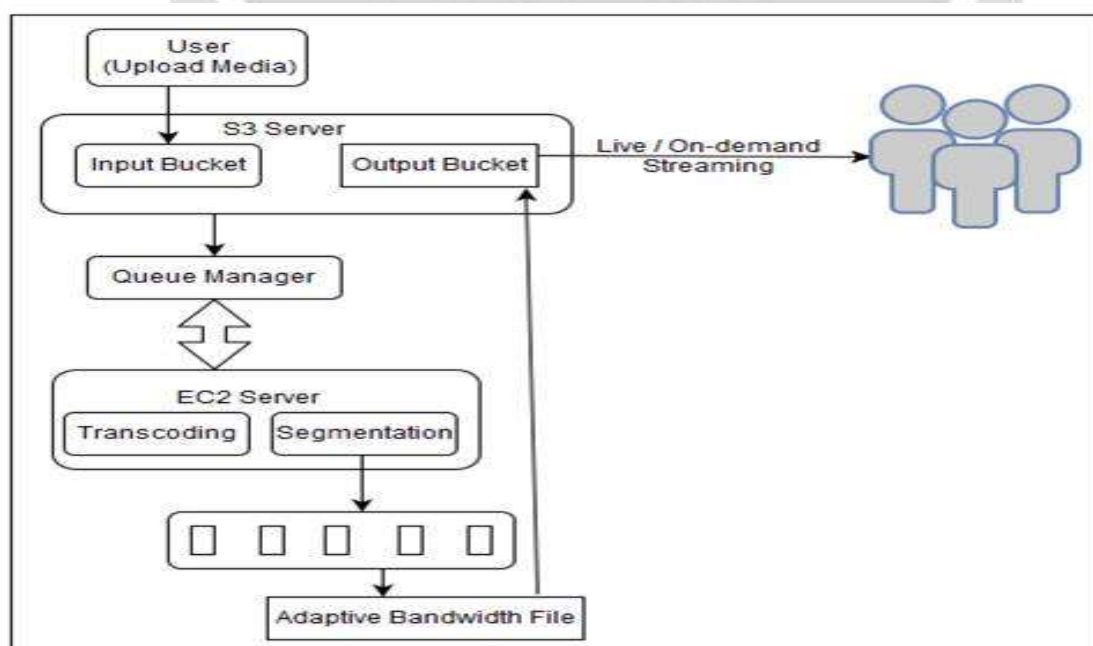 User
(Upload Media)
S3 Server
Input Bucket
Output Bucket
Live / On-demand
Streaming
Queue Manager
EC2 Server
Transcoding
Segmentation
Adaptive Bandwidth File